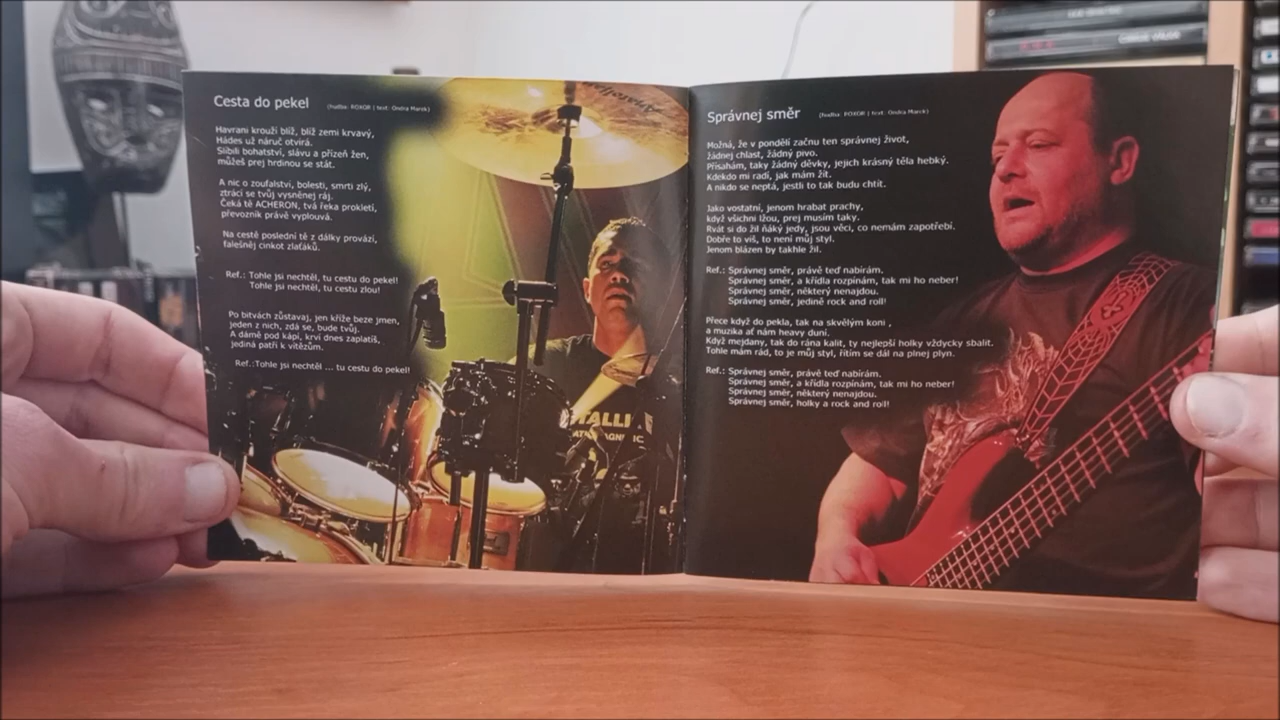 Cesta do pekel (hudba: ROXOR | text: Ondra Marek)
Havrani krouží blíž, blíž zemi krvavý,
Hádes už náruč otvírá.
Slíbili bohatství, slávu a přízeň žen,
můžeš prej hrdinou se stát.
A nic o zoufalství, bolesti, smrti zlý,
ztrácí se tvůj vysněnej ráj.
Čeká tě ACHERON, tvá řeka prokletí,
převozník právě vyplouvá.
Na cestě poslední tě z dálky provází,
falešněj cinkot zlaťáků.
Ref.: Tohle jsi nechtěl, tu cestu do pekel!
Tohle jsi nechtěl, tu cestu zlou!
Po bitvách zůstavaj, jen kříže beze jmen,
jeden z nich, zdá se, bude tvůj.
A dámě pod kápí, krví dnes zaplatíš,
jediná patří k vítězům.
Ref.:Tohle jsi nechtěl ... tu cestu do pekel!
Správnej směr (hudba: ROXOR | text: Ondra Marek)
Možná, že v pondělí začnu ten správnej život,
žádnej chlast, žádný pivo.
Přísahám, taky žádný děvky, jejich krásný těla hebký.
Kdekdo mi radí, jak mám žít.
A nikdo se neptá, jestli to tak budu chtít.
Jako vostatní, jenom hrabat prachy,
když všichni lžou, prej musím taky.
Rvát si do žil ňáký jedy, jsou věci, co nemám zapotřebí.
Dobře to víš, to není můj styl.
Jenom blázen by takhle žil.
Ref.: Správnej směr, právě teď nabírám.
Správnej směr, a křídla rozpínám, tak mi ho neber!
Správnej směr, některý nenajdou.
Správnej směr, jedině rock and roll!
Přece když do pekla, tak na skvělým koni ,
a muzika ať nám heavy duní.
Když mejdany, tak do rána kalit, ty nejlepší holky vždycky sbalit.
Tohle mám rád, to je můj styl, řítím se dál na plnej plyn.
Ref.: Správnej směr, právě teď nabírám.
Správnej směr, a křídla rozpínám, tak mi ho neber!
Správnej směr, některý nenajdou.
Správnej směr, holky a rock and roll!